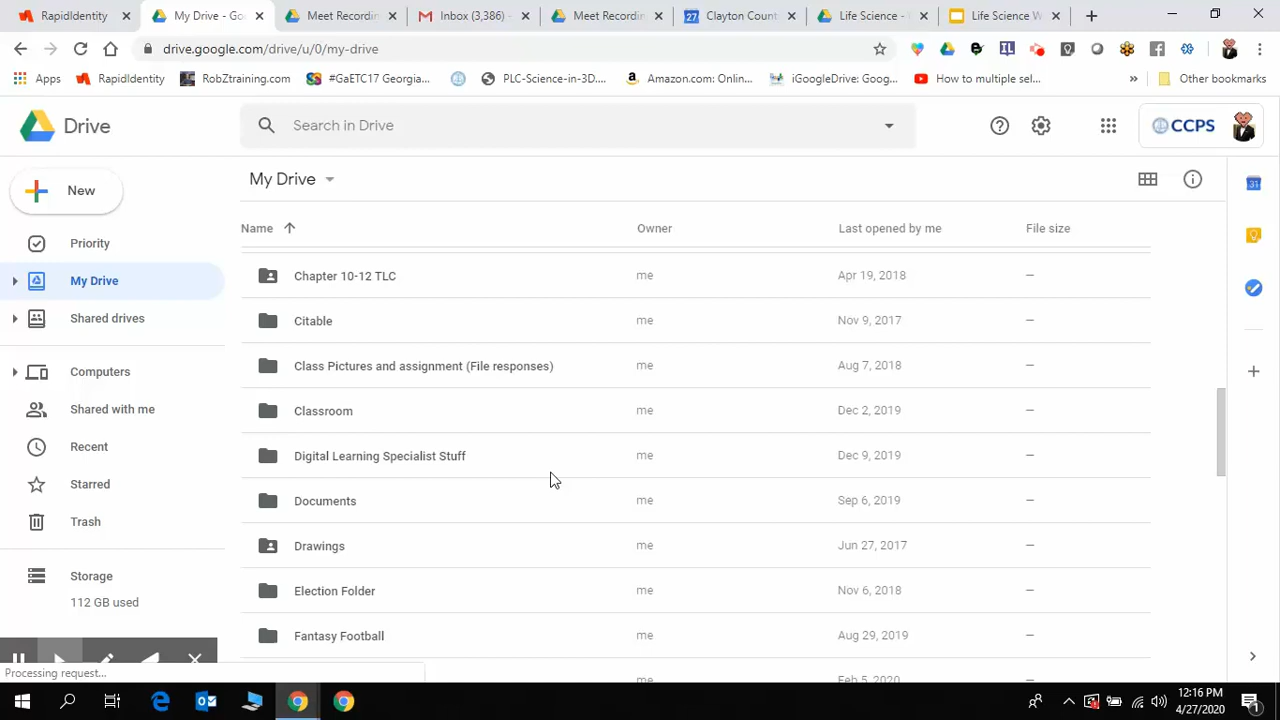 RapidIdentity
My Drive - Go
Meet Recordin
Inbox (3,386) -
Meet Recordin
27
Clayton Count
Life Science -
Life Science W
drive.google.com/drive/u/0/my-drive
Apps
RapidIdentity
RobZtraining.com
#GaETC17 Georgia...
PLC-Science-in-3D....
Amazon.com: Onlin...
iGoogleDrive: Goog...
How to multiple sel...
»
Other bookmarks
Drive
Search in Drive
CCPS
New
My Drive
Name
Owner
Last opened by me
File size
Priority
My Drive
Shared drives
Computers
Shared with me
Recent
Starred
Trash
Storage
112 GB used
Chapter 10-12 TLC me Apr 19, 2018 –
Citable me Nov 9, 2017 –
Class Pictures and assignment (File responses) me Aug 7, 2018 –
Classroom me Dec 2, 2019 –
Digital Learning Specialist Stuff me Dec 9, 2019 –
Documents me Sep 6, 2019 –
Drawings me Jun 27, 2017 –
Election Folder me Nov 6, 2018 –
Fantasy Football me Aug 29, 2019 –
Feb 5, 2020
31
Processing request...
12:16 PM
4/27/2020